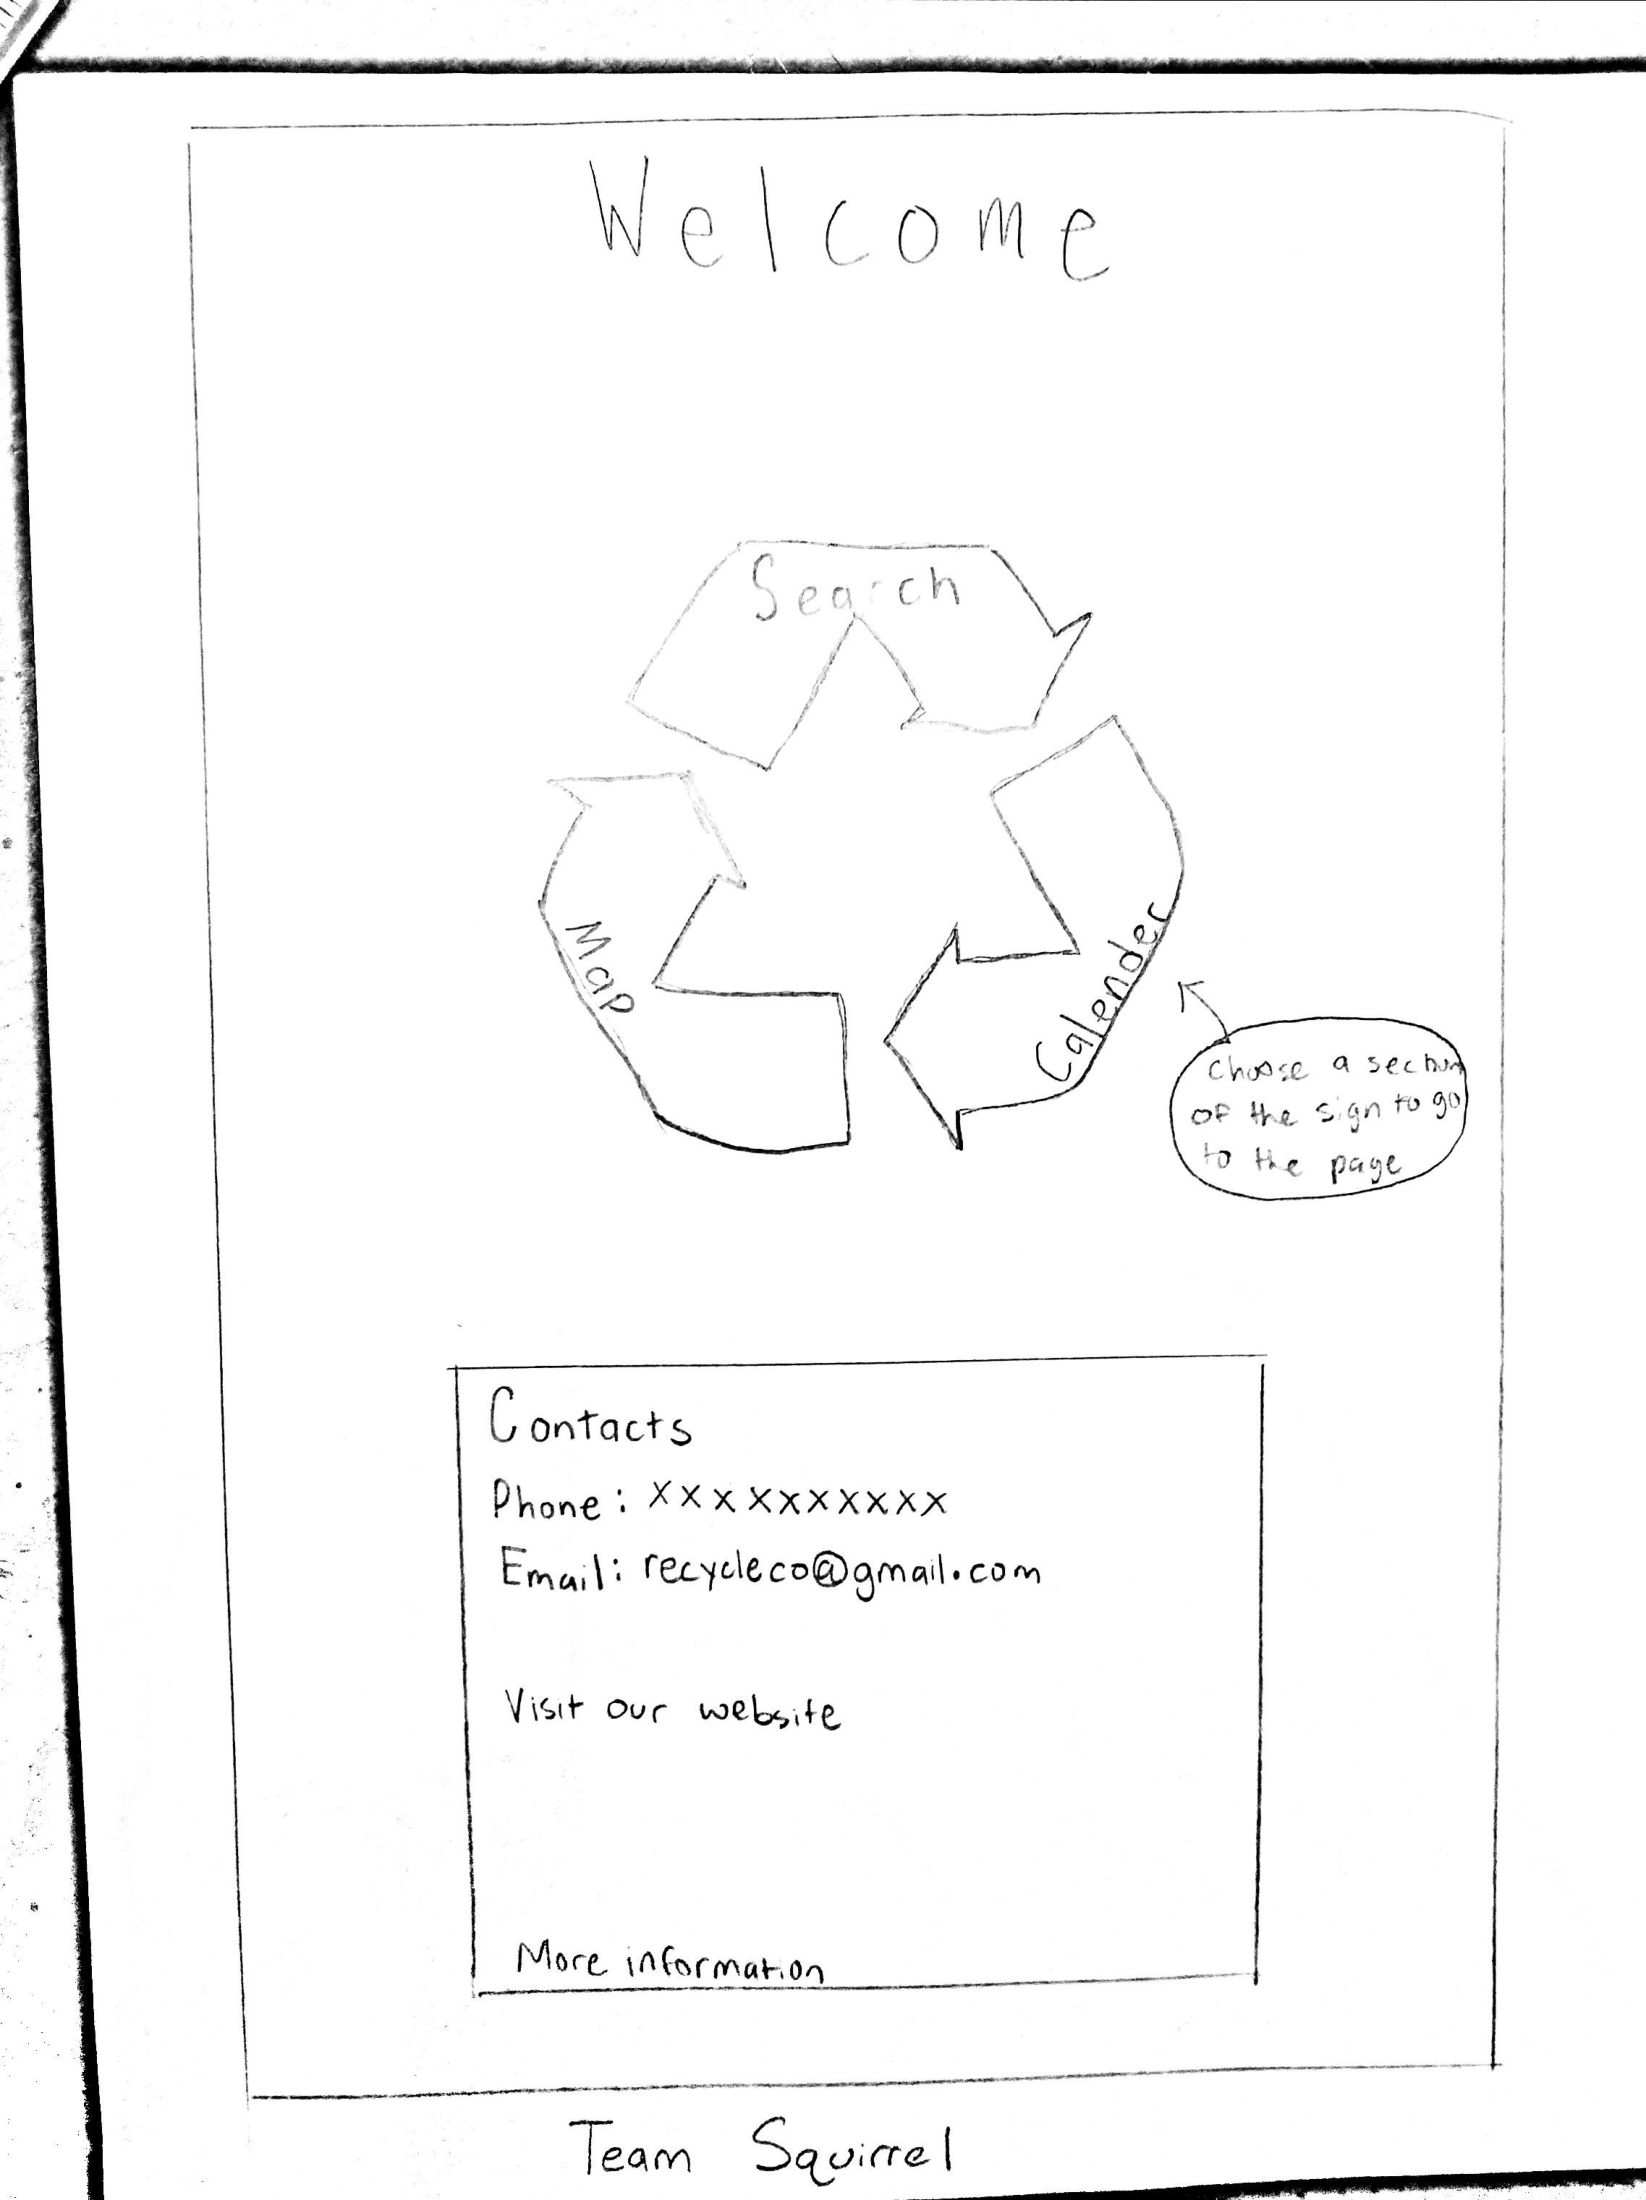 Welcome
Search
Map
Calender
Choose a section
of the sign to go
to the page
Contacts
Phone: xxxxxxxxxx
Email: recycleco@gmail.com
Visit our website
More information
Team Squirrel